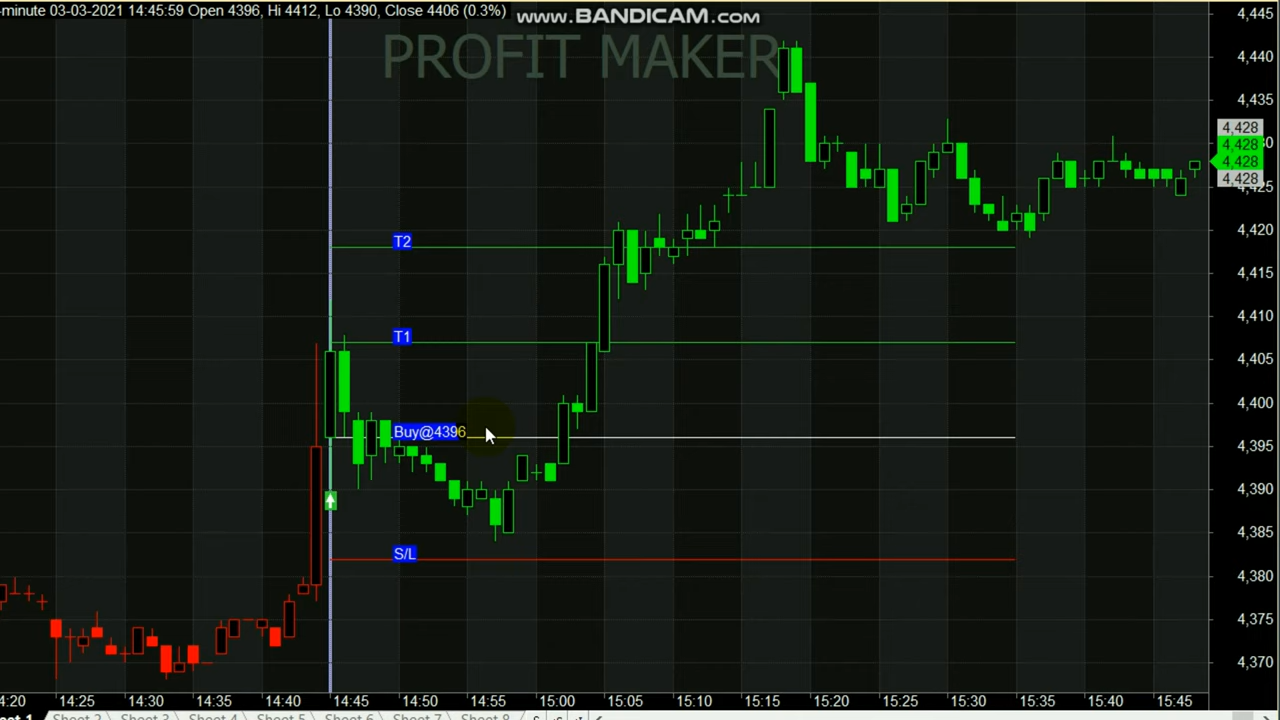 -minute 03-03-2021 14:45:59 Open 4396, Hi 4412, Lo 4390, Close 4406 (0.3%)
www.BANDICAM.com
PROFIT MAKER
4,445
4,440
4,435
4,428
4,428
4,428
4,428
4,425
4,420
4,415
4,410
4,405
4,400
4,395
4,390
4,385
4,380
4,375
4,370
T2
T1
Buy@4396
S/L
14:20 14:25 14:30 14:35 14:40 14:45 14:50 14:55 15:00 15:05 15:10 15:15 15:20 15:25 15:30 15:35 15:40 15:45
Sheet 2 Sheet 3 Sheet 4 Sheet 5 Sheet 6 Sheet 7 Sheet 8